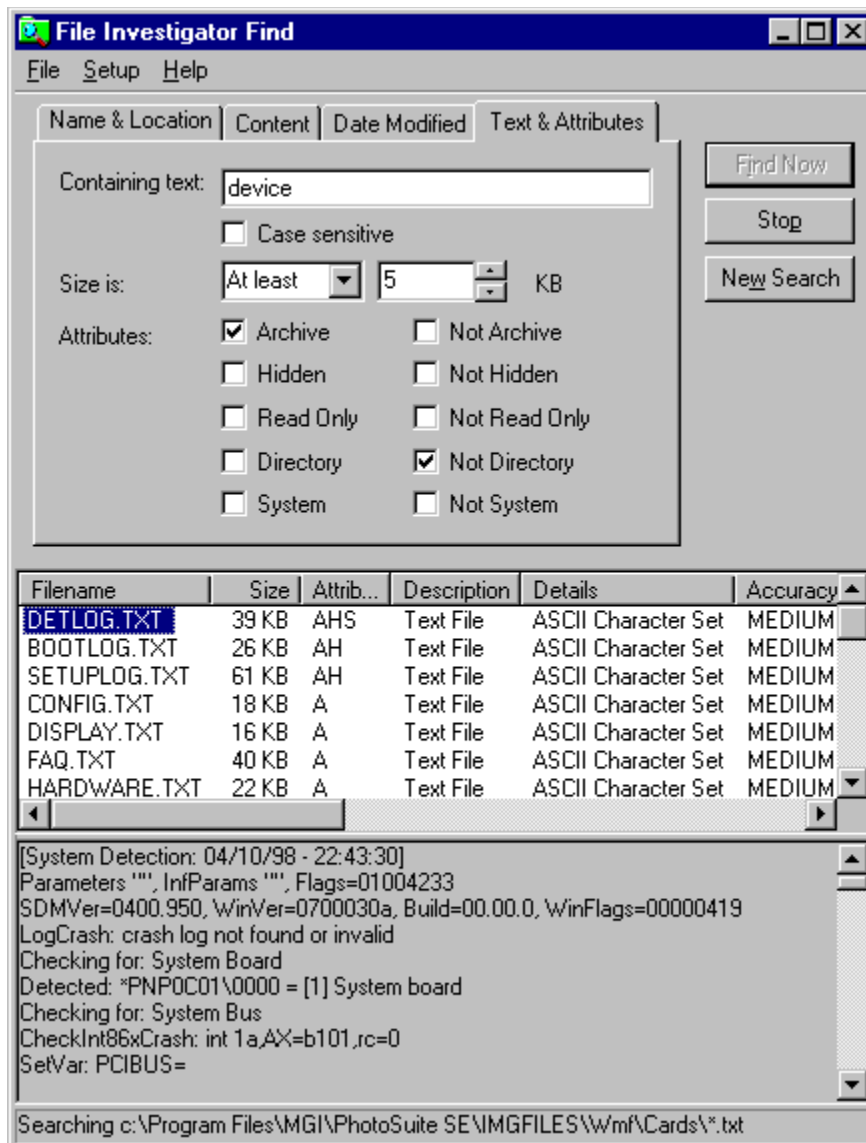 File Investigator Find
File Setup Help
Name & Location Content Date Modified Text & Attributes
Containing text: device
Case sensitive
Size is: At least 5 KB
Attributes:
Archive Not Archive
Hidden Not Hidden
Read Only Not Read Only
Directory Not Directory
System Not System
Find Now
Stop
New Search
Filename Size Attrib... Description Details Accuracy
DETLOG.TXT 39 KB AHS Text File ASCII Character Set MEDIUM
BOOTLOG.TXT 26 KB AH Text File ASCII Character Set MEDIUM
SETUPLOG.TXT 61 KB AH Text File ASCII Character Set MEDIUM
CONFIG.TXT 18 KB A Text File ASCII Character Set MEDIUM
DISPLAY.TXT 16 KB A Text File ASCII Character Set MEDIUM
FAQ.TXT 40 KB A Text File ASCII Character Set MEDIUM
HARDWARE.TXT 22 KB A Text File ASCII Character Set MEDIUM
[System Detection: 04/10/98 - 22:43:30]
Parameters "", InfParams "", Flags=01004233
SDMVer=0400.950, WinVer=0700030a, Build=00.00.0, WinFlags=00000419
LogCrash: crash log not found or invalid
Checking for: System Board
Detected: *PNP0C01\0000 = [1] System board
Checking for: System Bus
CheckInt86xCrash: int 1a,AX=b101,rc=0
SetVar: PCIBUS=
Searching c:\Program Files\MGI\PhotoSuite SE\IMGFILES\Wmf\Cards\*.txt